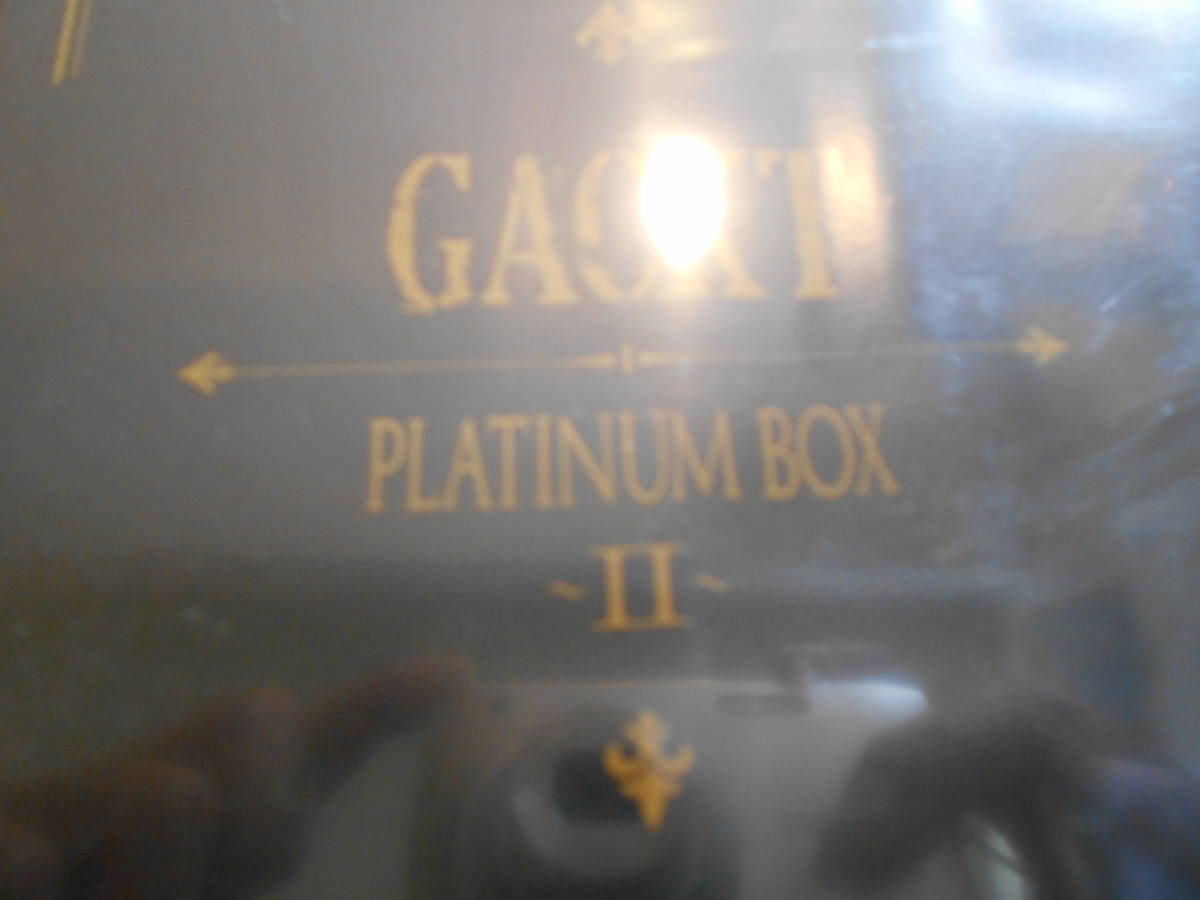 GACKT
PLATINUM BOX
~II~